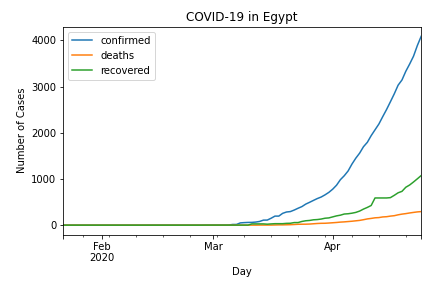 COVID-19 in Egypt
confirmed
deaths
recovered
Number of Cases
4000
3000
2000
1000
0
Feb
2020
Mar
Apr
Day